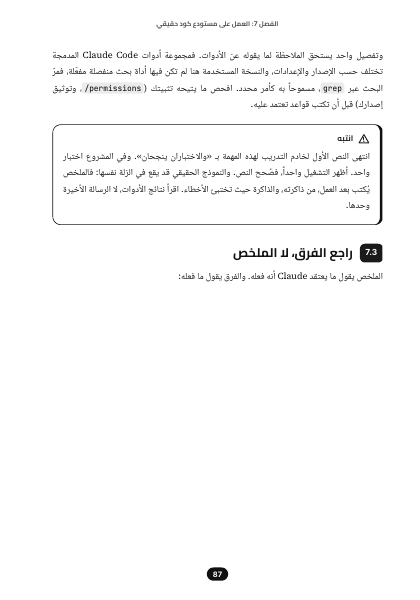 الفصل 7: العمل على مستودع كود حقيقي
وتفصيل واحد يستحق الملاحظة لما يقوله عن الأدوات. فمجموعة أدوات Claude Code المدمجة
تختلف حسب الإصدار والإعدادات، والنسخة المستخدمة هنا لم تكن فيها أداة بحث منفصلة مفعّلة، فمرّ
البحث عبر grep، مسموحاً به كأمر محدد. افحص ما يتيحه تثبيتك (/permissions، وتوثيق
إصدارك) قبل أن تكتب قواعد تعتمد عليه.
انتبه
انتهى النص الأول لخادم التدريب لهذه المهمة بـ «والاختباران ينجحان». وفي المشروع اختبار
واحد. أظهر التشغيل واحداً، فصُحح النص. والنموذج الحقيقي قد يقع في الزلة نفسها: فالملخص
يُكتب بعد العمل، من ذاكرته، والذاكرة حيث تختبئ الأخطاء. اقرأ نتائج الأدوات، لا الرسالة الأخيرة
وحدها.
7.3 راجع الفرق، لا الملخص
الملخص يقول ما يعتقد Claude أنه فعله. والفرق يقول ما فعله:
87